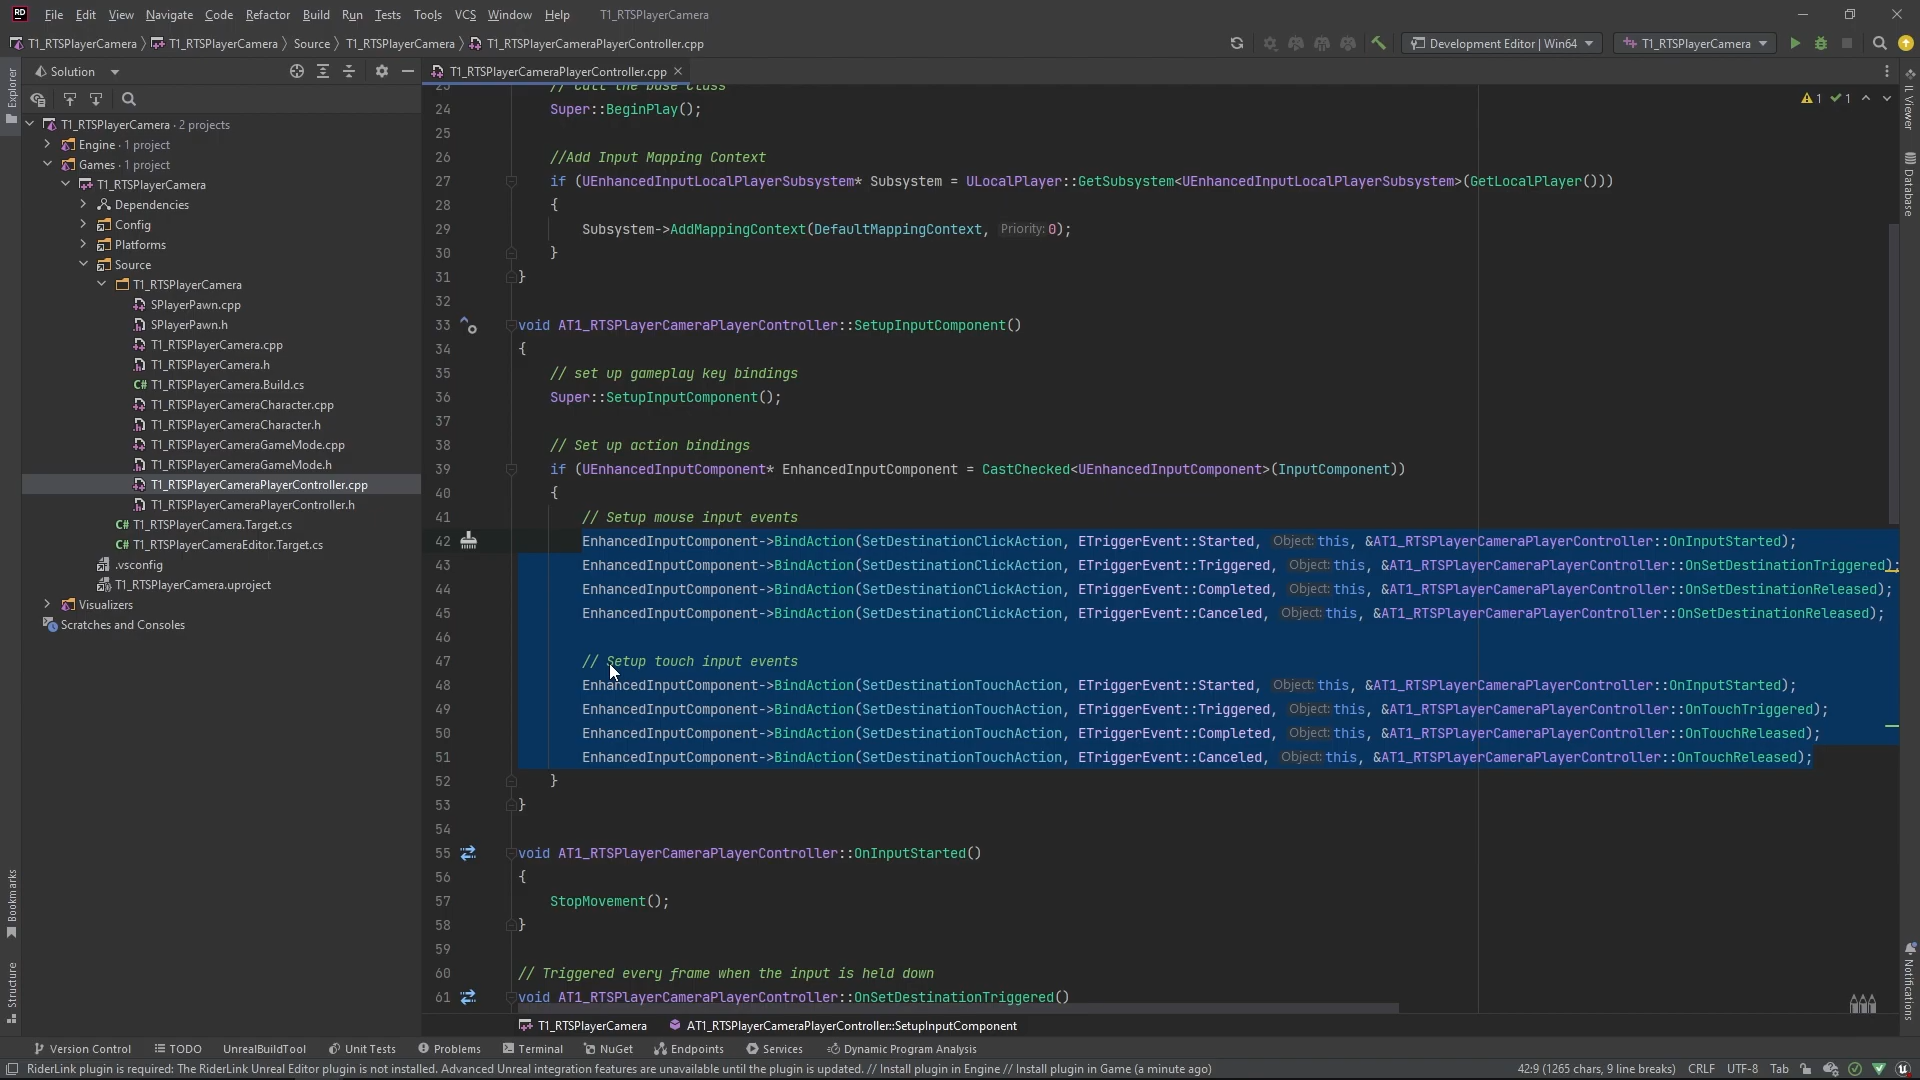 File Edit View Navigate Code Refactor Build Run Tests Tools VCS Window Help T1_RTSPlayerCamera
T1_RTSPlayerCamera T1_RTSPlayerCamera Source T1_RTSPlayerCamera T1_RTSPlayerCameraPlayerController.cpp Development Editor | Win64 T1_RTSPlayerCamera
Solution
T1_RTSPlayerCameraPlayerController.cpp
Explorer
T1_RTSPlayerCamera · 2 projects
Engine · 1 project
Games · 1 project
T1_RTSPlayerCamera
Dependencies
Config
Platforms
Source
T1_RTSPlayerCamera
SPlayerPawn.cpp
SPlayerPawn.h
T1_RTSPlayerCamera.cpp
T1_RTSPlayerCamera.h
C# T1_RTSPlayerCamera.Build.cs
T1_RTSPlayerCameraCharacter.cpp
T1_RTSPlayerCameraCharacter.h
T1_RTSPlayerCameraGameMode.cpp
T1_RTSPlayerCameraGameMode.h
T1_RTSPlayerCameraPlayerController.cpp
T1_RTSPlayerCameraPlayerController.h
C# T1_RTSPlayerCamera.Target.cs
C# T1_RTSPlayerCameraEditor.Target.cs
.vsconfig
T1_RTSPlayerCamera.uproject
Visualizers
Scratches and Consoles
Bookmarks
Structure
23 // Call the base class
24 Super::BeginPlay();
25
26 //Add Input Mapping Context
27 if (UEnhancedInputLocalPlayerSubsystem* Subsystem = ULocalPlayer::GetSubsystem<UEnhancedInputLocalPlayerSubsystem>(GetLocalPlayer()))
28 {
29 Subsystem->AddMappingContext(DefaultMappingContext, Priority: 0);
30 }
31 }
32
33 void AT1_RTSPlayerCameraPlayerController::SetupInputComponent()
34 {
35 // set up gameplay key bindings
36 Super::SetupInputComponent();
37
38 // Set up action bindings
39 if (UEnhancedInputComponent* EnhancedInputComponent = CastChecked<UEnhancedInputComponent>(InputComponent))
40 {
41 // Setup mouse input events
42 EnhancedInputComponent->BindAction(SetDestinationClickAction, ETriggerEvent::Started, Object: this, &AT1_RTSPlayerCameraPlayerController::OnInputStarted);
43 EnhancedInputComponent->BindAction(SetDestinationClickAction, ETriggerEvent::Triggered, Object: this, &AT1_RTSPlayerCameraPlayerController::OnSetDestinationTriggered);
44 EnhancedInputComponent->BindAction(SetDestinationClickAction, ETriggerEvent::Completed, Object: this, &AT1_RTSPlayerCameraPlayerController::OnSetDestinationReleased);
45 EnhancedInputComponent->BindAction(SetDestinationClickAction, ETriggerEvent::Canceled, Object: this, &AT1_RTSPlayerCameraPlayerController::OnSetDestinationReleased);
46
47 // Setup touch input events
48 EnhancedInputComponent->BindAction(SetDestinationTouchAction, ETriggerEvent::Started, Object: this, &AT1_RTSPlayerCameraPlayerController::OnInputStarted);
49 EnhancedInputComponent->BindAction(SetDestinationTouchAction, ETriggerEvent::Triggered, Object: this, &AT1_RTSPlayerCameraPlayerController::OnTouchTriggered);
50 EnhancedInputComponent->BindAction(SetDestinationTouchAction, ETriggerEvent::Completed, Object: this, &AT1_RTSPlayerCameraPlayerController::OnTouchReleased);
51 EnhancedInputComponent->BindAction(SetDestinationTouchAction, ETriggerEvent::Canceled, Object: this, &AT1_RTSPlayerCameraPlayerController::OnTouchReleased);
52 }
53 }
54
55 void AT1_RTSPlayerCameraPlayerController::OnInputStarted()
56 {
57 StopMovement();
58 }
59
60 // Triggered every frame when the input is held down
61 void AT1_RTSPlayerCameraPlayerController::OnSetDestinationTriggered()
1 1
IL Viewer
Database
Notifications
T1_RTSPlayerCamera AT1_RTSPlayerCameraPlayerController::SetupInputComponent
Version Control TODO UnrealBuildTool Unit Tests Problems Terminal NuGet Endpoints Services Dynamic Program Analysis
RiderLink plugin is required: The RiderLink Unreal Editor plugin is not installed. Advanced Unreal integration features are unavailable until the plugin is updated. // Install plugin in Engine // Install plugin in Game (a minute ago) 42:9 (1265 chars, 9 line breaks) CRLF UTF-8 Tab